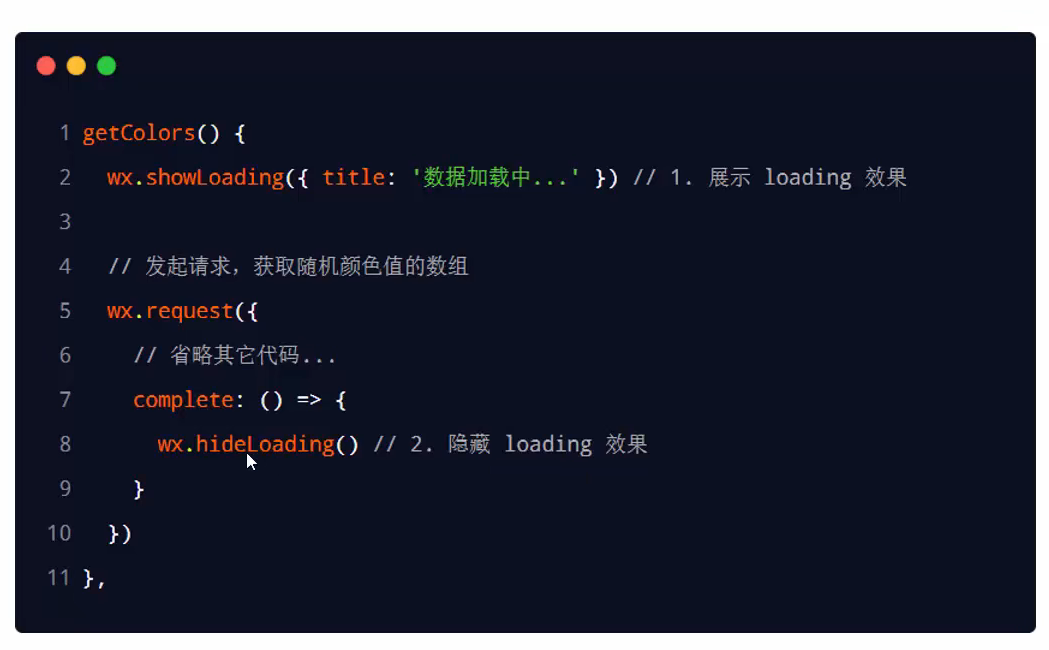 1 getColors() {
2 wx.showLoading({ title: '数据加载中...' }) // 1. 展示 loading 效果
3
4 // 发起请求，获取随机颜色值的数组
5 wx.request({
6 // 省略其它代码...
7 complete: () => {
8 wx.hideLoading() // 2. 隐藏 loading 效果
9 }
10 })
11 },